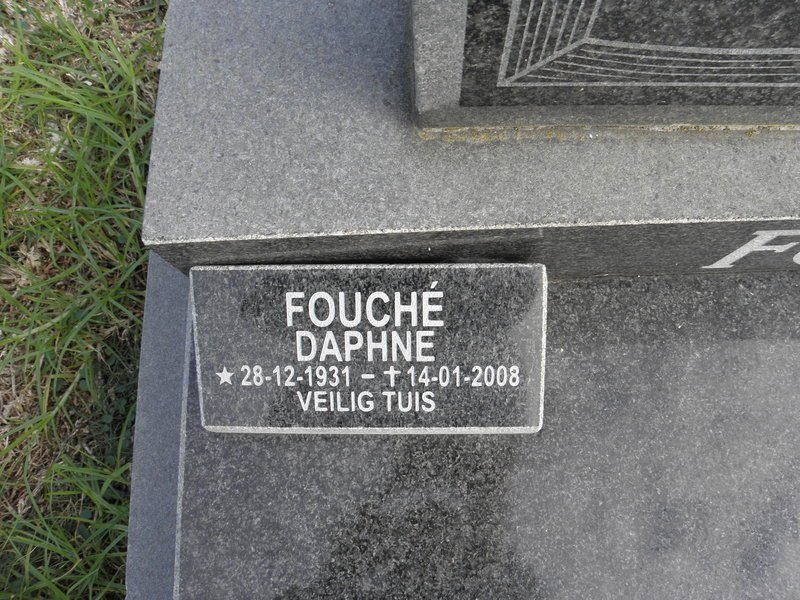 FOUCHÉ
DAPHNE
★ 28-12-1931 – † 14-01-2008
VEILIG TUIS